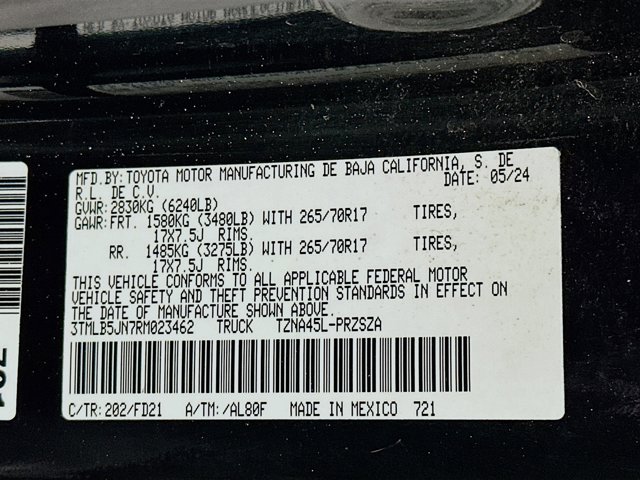 MFD.BY:TOYOTA MOTOR MANUFACTURING DE BAJA CALIFORNIA, S. DE
R.L. DE C.V. DATE: 05/24
GVWR:2830KG (6240LB)
GAWR:FRT. 1580KG (3480LB) WITH 265/70R17 TIRES,
17X7.5J RIMS.
RR. 1485KG (3275LB) WITH 265/70R17 TIRES,
17X7.5J RIMS.
THIS VEHICLE CONFORMS TO ALL APPLICABLE FEDERAL MOTOR
VEHICLE SAFETY AND THEFT PREVENTION STANDARDS IN EFFECT ON
THE DATE OF MANUFACTURE SHOWN ABOVE.
3TMLB5JN7RM023462 TRUCK TZNA45L-PRZSZA
C/TR:202/FD21 A/TM:/AL80F MADE IN MEXICO 721